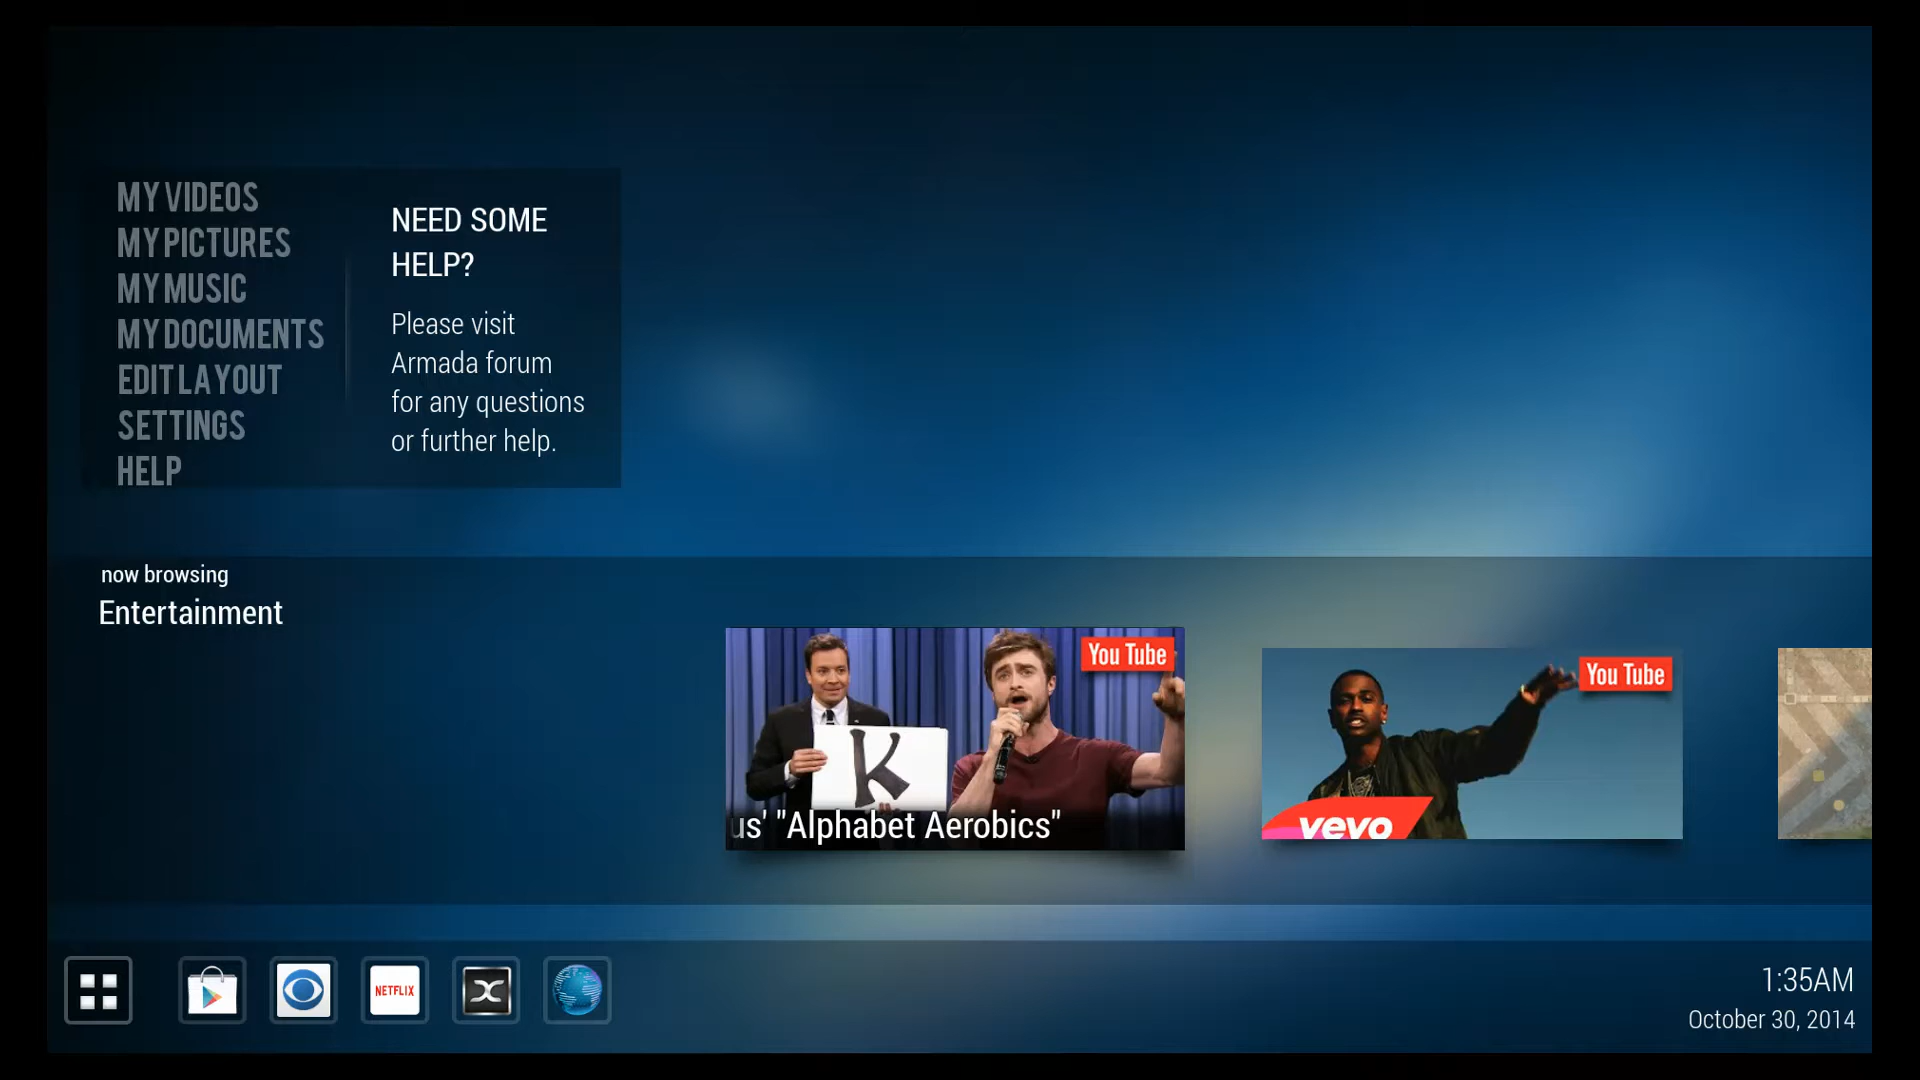 MY VIDEOS
MY PICTURES
MY MUSIC
MY DOCUMENTS
EDIT LAYOUT
SETTINGS
HELP
NEED SOME
HELP?
Please visit
Armada forum
for any questions
or further help.
now browsing
Entertainment
You Tube
K
us' "Alphabet Aerobics"
You Tube
vevo
NETFLIX
1:35AM
October 30, 2014